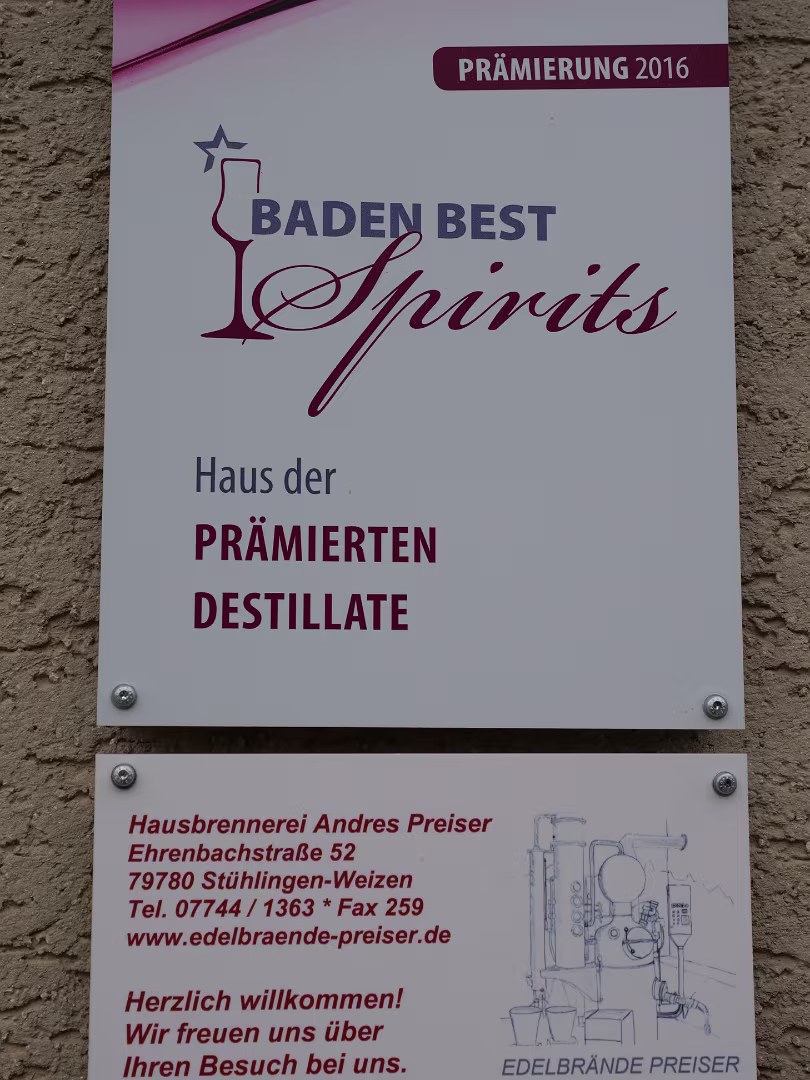 PRÄMIERUNG 2016
BADEN BEST
Spirits
Haus der
PRÄMIERTEN
DESTILLATE
Hausbrennerei Andres Preiser
Ehrenbachstraße 52
79780 Stühlingen-Weizen
Tel. 07744 / 1363 * Fax 259
www.edelbraende-preiser.de
Herzlich willkommen!
Wir freuen uns über
Ihren Besuch bei uns.
EDELBRÄNDE PREISER